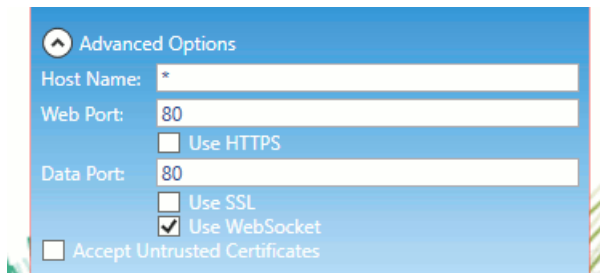 Advanced Options
Host Name: *
Web Port: 80
Use HTTPS
Data Port: 80
Use SSL
Use WebSocket
Accept Untrusted Certificates